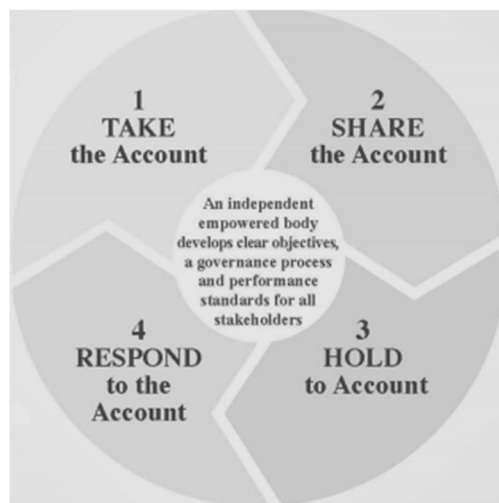 1
TAKE
the Account
2
SHARE
the Account
An independent
empowered body
develops clear objectives,
a governance process
and performance
standards for all
stakeholders
3
HOLD
to Account
4
RESPOND
to the
Account